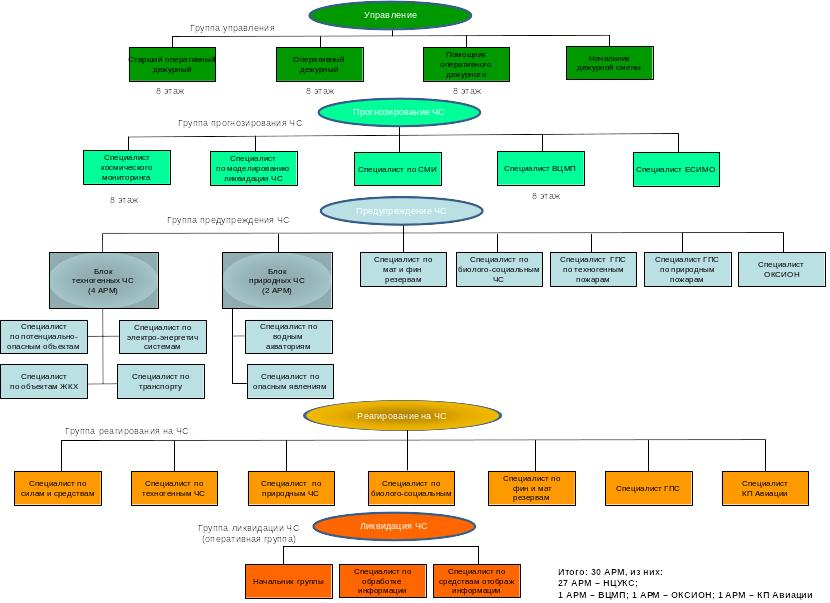 Управление
Группа управления
Старший оперативный
дежурный
Оперативный
дежурный
Помощник
оперативного
дежурного
Начальник
дежурной смены
8 этаж
8 этаж
8 этаж
Прогнозирование ЧС
Группа прогнозирования ЧС
Специалист
космического
мониторинга
Специалист
по моделированию
ликвидации ЧС
Специалист по СМИ
Специалист ВЦМП
Специалист ЕСИМО
8 этаж
8 этаж
Предупреждение ЧС
Группа предупреждения ЧС
Блок
техногенных ЧС
(4 АРМ)
Блок
природных ЧС
(2 АРМ)
Специалист по
мат и фин
резервам
Специалист по
биолого-социальным
ЧС
Специалист ГПС
по техногенным
пожарам
Специалист ГПС
по природным
пожарам
Специалист
ОКСИОН
Специалист
по потенциально-
опасным объектам
Специалист по
электро-энергетич
системам
Специалист по
водным
акваториям
Специалист
по объектам ЖКХ
Специалист по
транспорту
Специалист по
опасным явлениям
Реагирование на ЧС
Группа реагирования на ЧС
Специалист по
силам и средствам
Специалист по
техногенным ЧС
Специалист по
природным ЧС
Специалист по
биолого-социальным
Специалист по
фин и мат
резервам
Специалист ГПС
Специалист
КП Авиации
Ликвидация ЧС
Группа ликвидации ЧС
(оперативная группа)
Начальник группы
Специалист по
обработке
информации
Специалист по
средствам отображ
информации
Итого: 30 АРМ, из них:
27 АРМ – НЦУКС;
1 АРМ – ВЦМП; 1 АРМ – ОКСИОН; 1 АРМ – КП Авиации